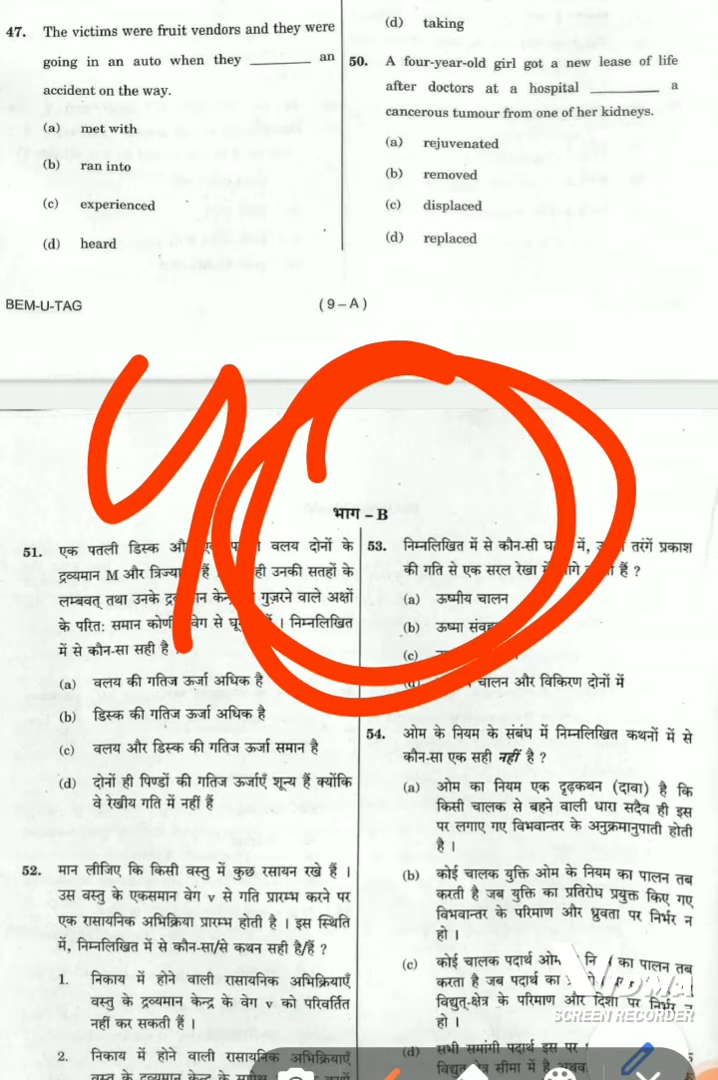 47. The victims were fruit vendors and they were
going in an auto when they ________ an
accident on the way.
(a) met with
(b) ran into
(c) experienced
(d) heard
(d) taking
50. A four-year-old girl got a new lease of life
after doctors at a hospital ________ a
cancerous tumour from one of her kidneys.
(a) rejuvenated
(b) removed
(c) displaced
(d) replaced
BEM-U-TAG
( 9 – A )
40
भाग – B
51. एक पतली डिस्क वलय दोनों के
द्रव्यमान M और त्रिज्या हैं ही उनकी सतहों के
लम्बवत् तथा उनके गुज़रने वाले अक्षों
के परित: समान वेग से निम्नलिखित
में से कौन-सा सही है
(a) वलय की गतिज ऊर्जा अधिक है
(b) डिस्क की गतिज ऊर्जा अधिक है
(c) वलय और डिस्क की गतिज ऊर्जा समान है
(d) दोनों ही पिण्डों की गतिज ऊर्जाएँ शून्य हैं क्योंकि
वे रेखीय गति में नहीं हैं
52. मान लीजिए कि किसी वस्तु में कुछ रसायन रखे हैं ।
उस वस्तु के एकसमान वेग v से गति प्रारम्भ करने पर
एक रासायनिक अभिक्रिया प्रारम्भ होती है । इस स्थिति
में, निम्नलिखित में से कौन-सा/से कथन सही है/हैं ?
1. निकाय में होने वाली रासायनिक अभिक्रियाएँ
वस्तु के द्रव्यमान केन्द्र के वेग v को परिवर्तित
नहीं कर सकती हैं ।
2. निकाय में होने वाली रासायनिक अभिक्रियाएँ
53. निम्नलिखित में से कौन-सी में, तरंगें प्रकाश
की गति से एक सरल रेखा हैं ?
(a) ऊष्मीय चालन
(b) ऊष्मा
(c)
चालन और विकिरण दोनों में
54. ओम के नियम के संबंध में निम्नलिखित कथनों में से
कौन-सा एक सही नहीं है ?
(a) ओम का नियम एक दृढ़कथन (दावा) है कि
किसी चालक से बहने वाली धारा सदैव ही इस
पर लगाए गए विभवान्तर के अनुक्रमानुपाती होती
है ।
(b) कोई चालक युक्ति ओम के नियम का पालन तब
करती है जब युक्ति का प्रतिरोध प्रयुक्त किए गए
विभवान्तर के परिमाण और ध्रुवता पर निर्भर न
हो ।
(c) कोई चालक पदार्थ ओम का पालन तब
करता है जब पदार्थ का
विद्युत्-क्षेत्र के परिमाण और दिशा पर निर्भर
हो ।
(d) सभी समांगी पदार्थ इस पर
विद्युत् सीमा में है
VIDMA
SCREEN RECORDER